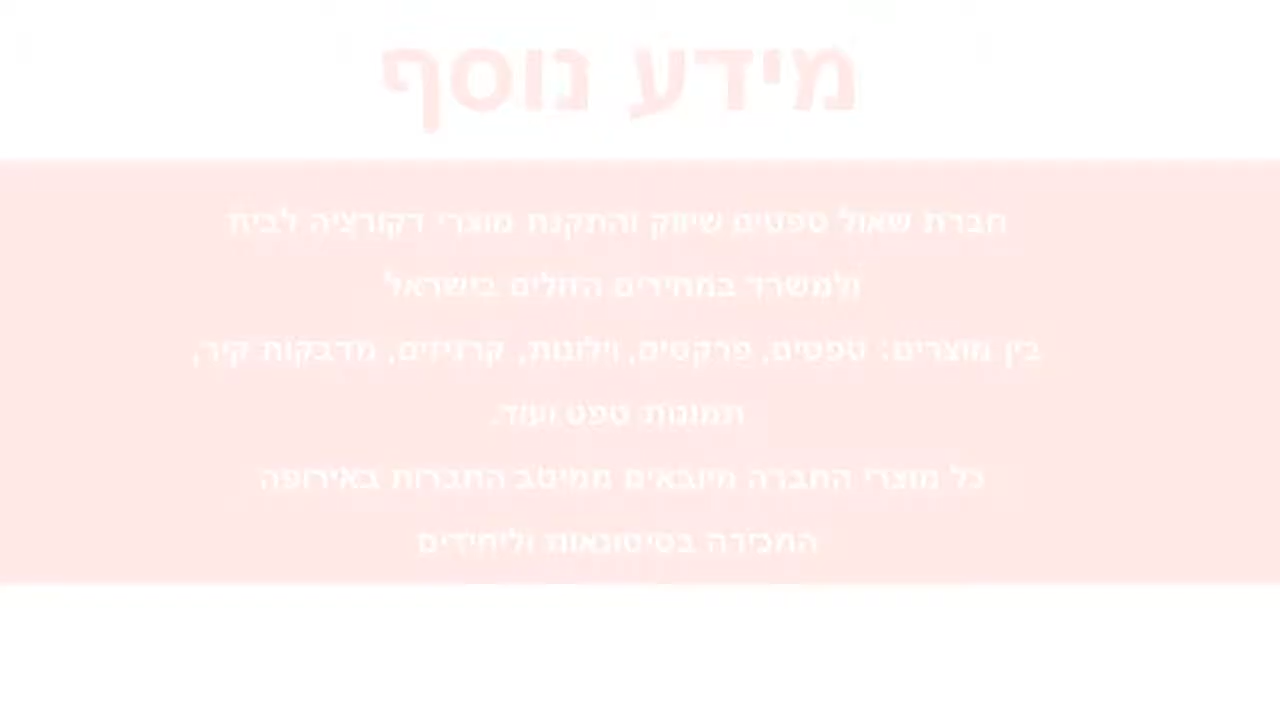 מידע נוסף
חברת שאול טפטים שיווק והתקנת מוצרי דקורציה לבית
ולמשרד במחירים הזולים בישראל
בין מוצרים: טפטים, פרקטים, וילונות, קרניזים, מדבקות קיר,
תמונות טפט ועוד.
כל מוצרי החברה מיובאים ממיטב החברות באירופה
המכירה בסיטונאות וליחידים